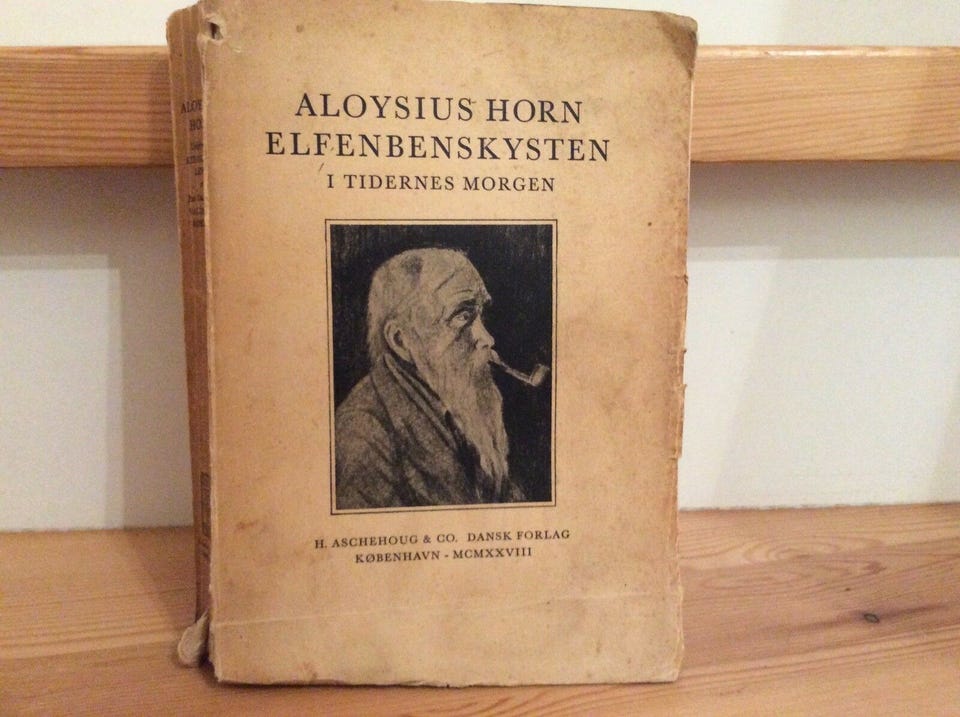 ALOYSIUS HORN
ELFENBENSKYSTEN
I TIDERNES MORGEN
H. ASCHEHOUG & CO. DANSK FORLAG
KØBENHAVN - MCMXXVIII